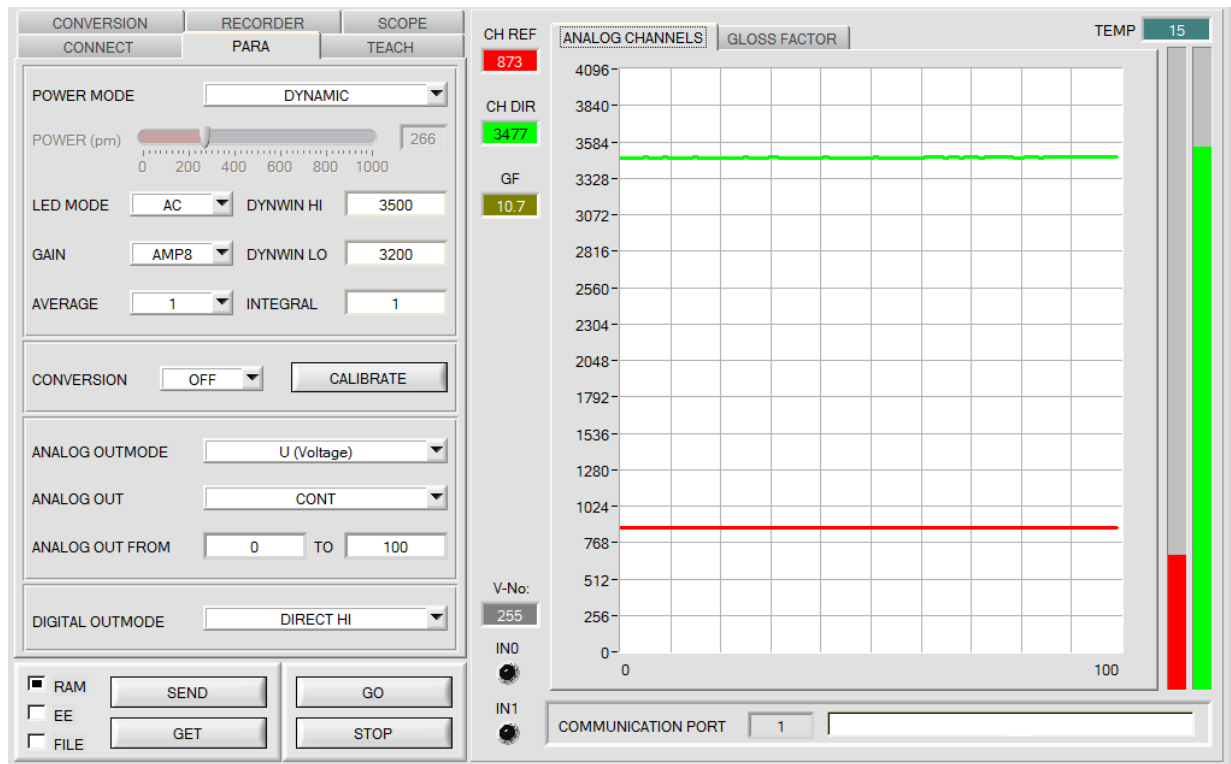 CONVERSION RECORDER SCOPE
CONNECT PARA TEACH
POWER MODE DYNAMIC
POWER (pm) 266
0 200 400 600 800 1000
LED MODE AC DYNWIN HI 3500
GAIN AMP8 DYNWIN LO 3200
AVERAGE 1 INTEGRAL 1
CONVERSION OFF CALIBRATE
ANALOG OUTMODE U (Voltage)
ANALOG OUT CONT
ANALOG OUT FROM 0 TO 100
DIGITAL OUTMODE DIRECT HI
RAM
EE
FILE
SEND GO
GET STOP
CH REF
873
CH DIR
3477
GF
10.7
V-No:
255
IN0
IN1
ANALOG CHANNELS GLOSS FACTOR
TEMP 15
4096
3840
3584
3328
3072
2816
2560
2304
2048
1792
1536
1280
1024
768
512
256
0
0 100
COMMUNICATION PORT 1